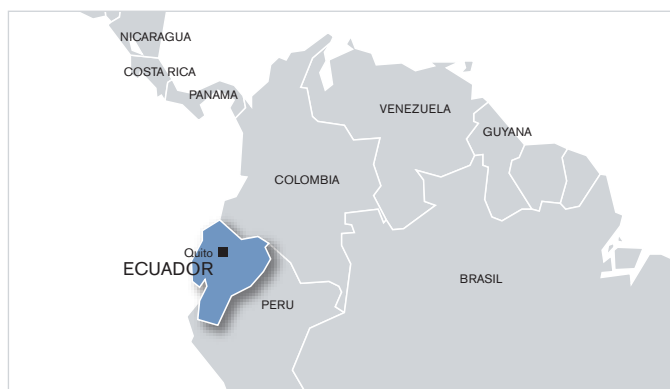 NICARAGUA
COSTA RICA
PANAMA
VENEZUELA
GUYANA
COLOMBIA
Quito
ECUADOR
BRASIL
PERU